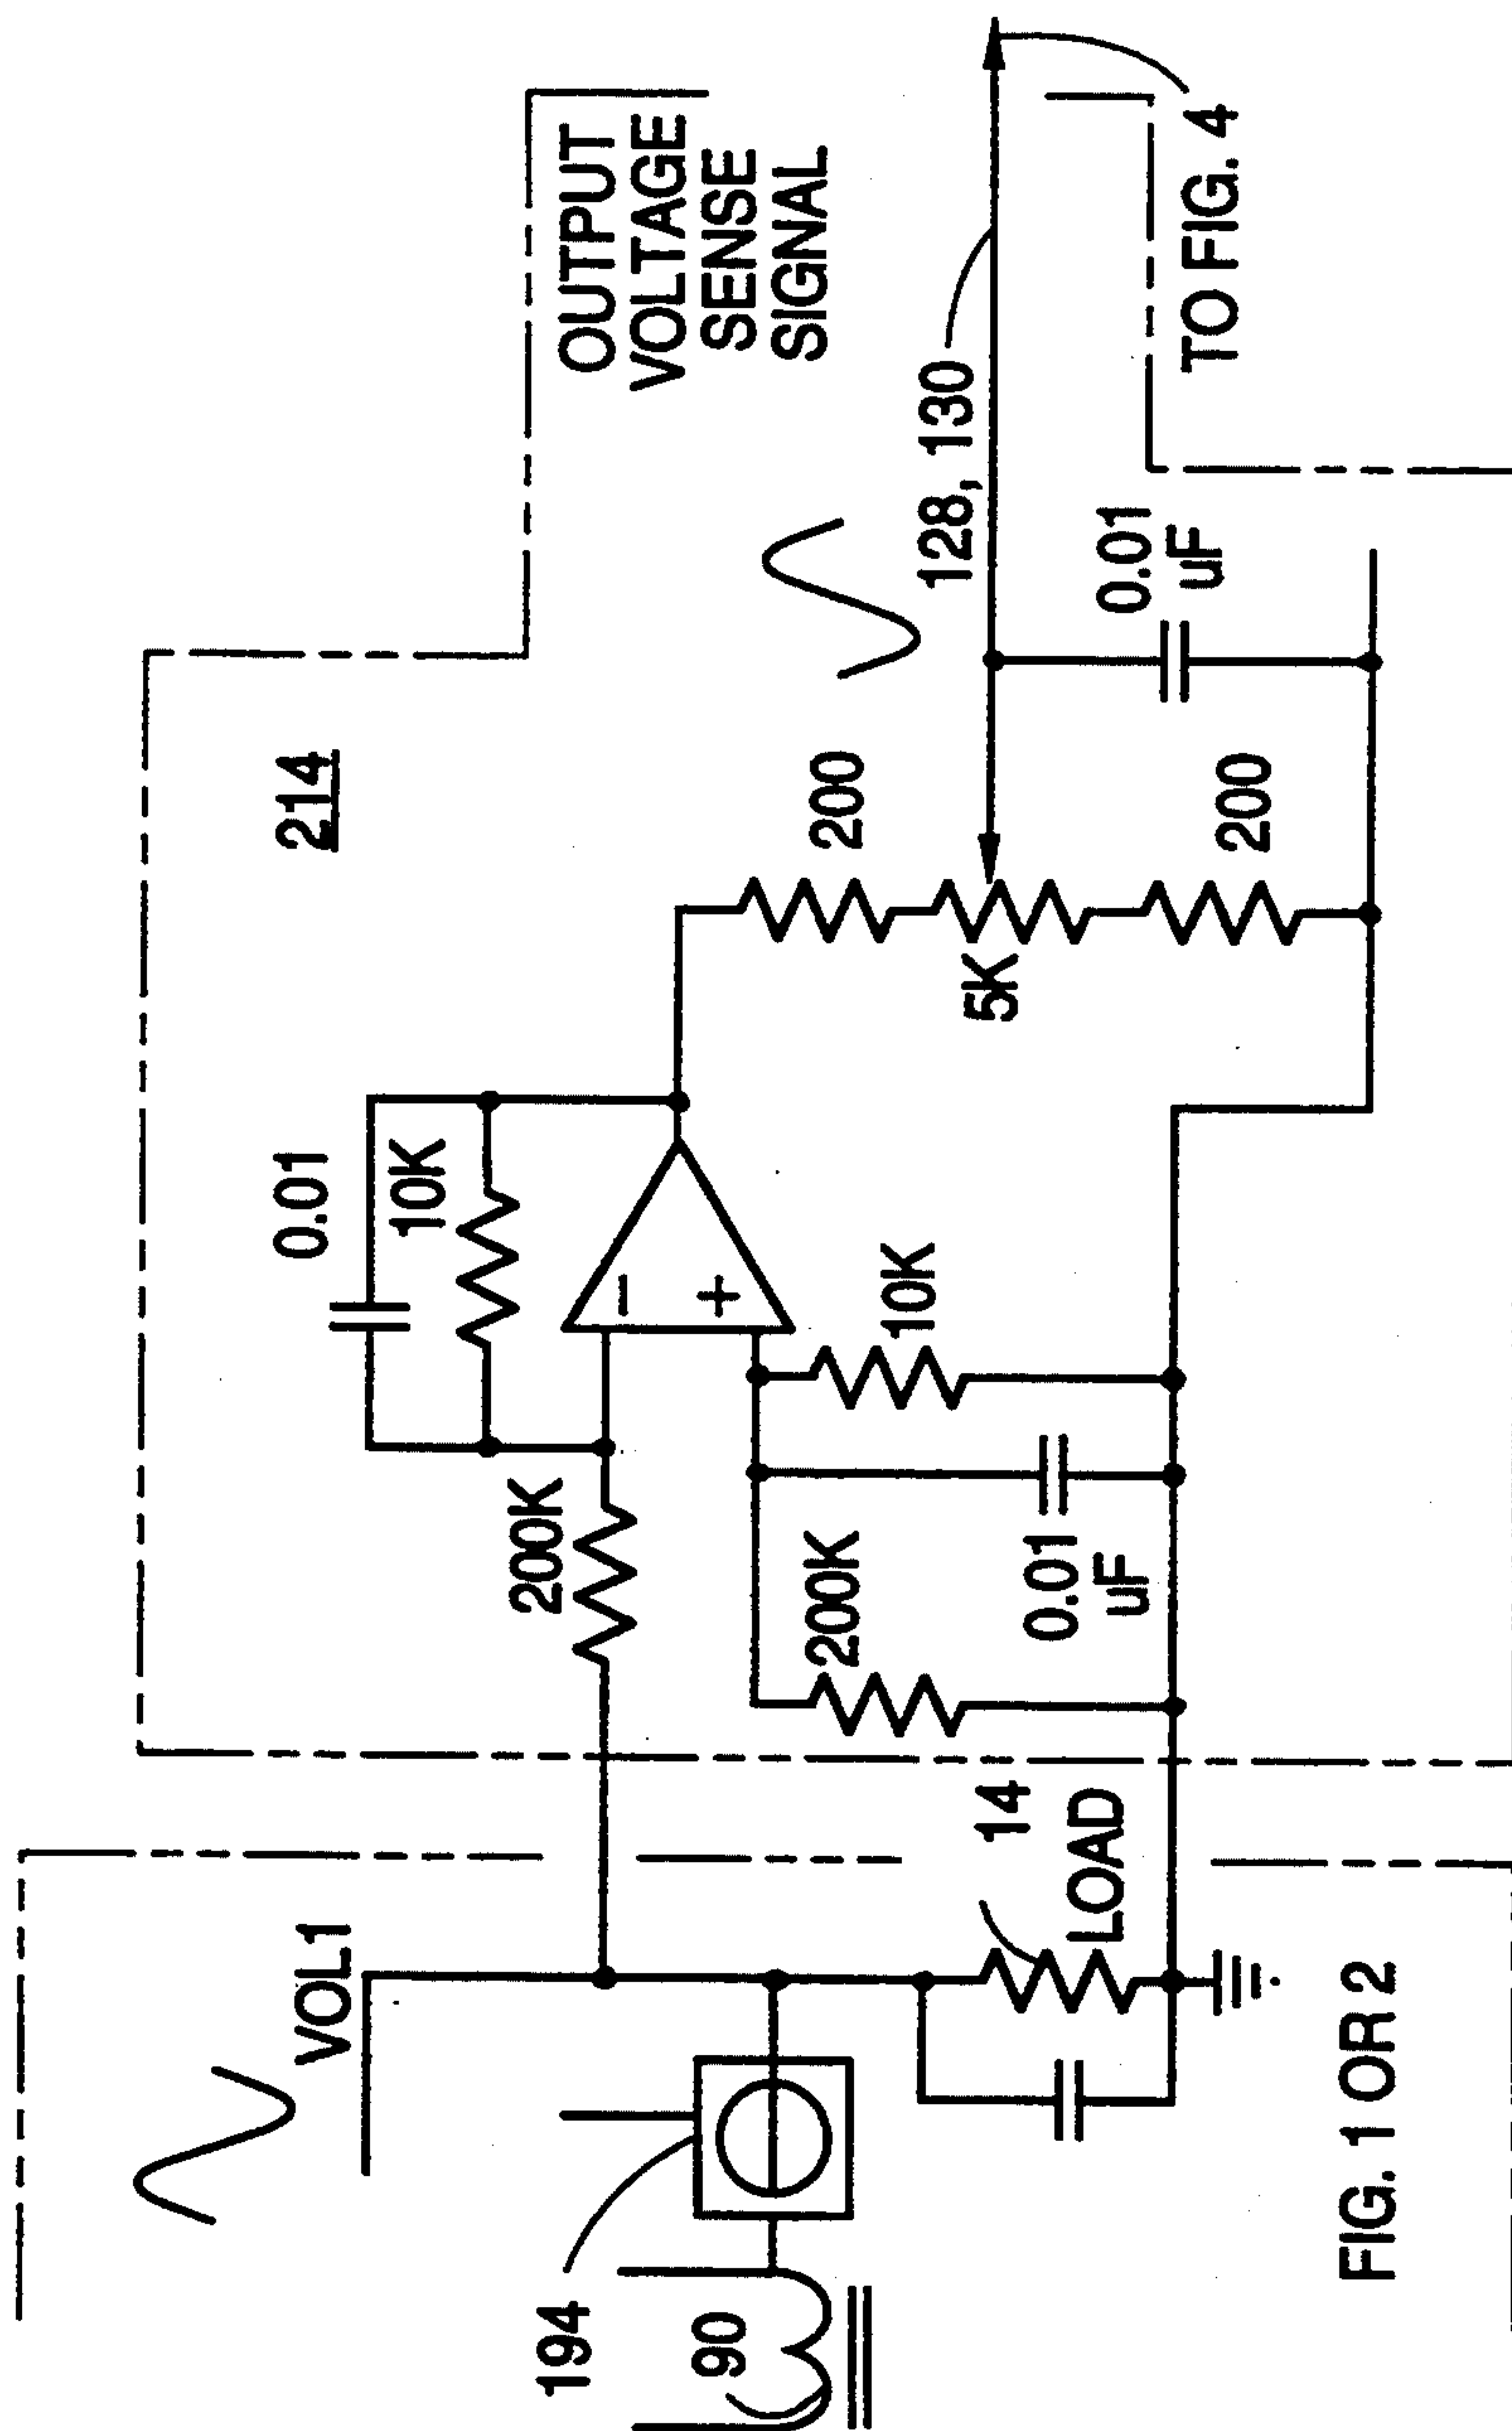 VOL1
194
90
14
LOAD
FIG. 1 OR 2
214
0.01
10K
200K
−
+
10K
200K
0.01
uF
200
5K
200
OUTPUT
VOLTAGE
SENSE
SIGNAL
128, 130
0.01
uF
TO FIG. 4